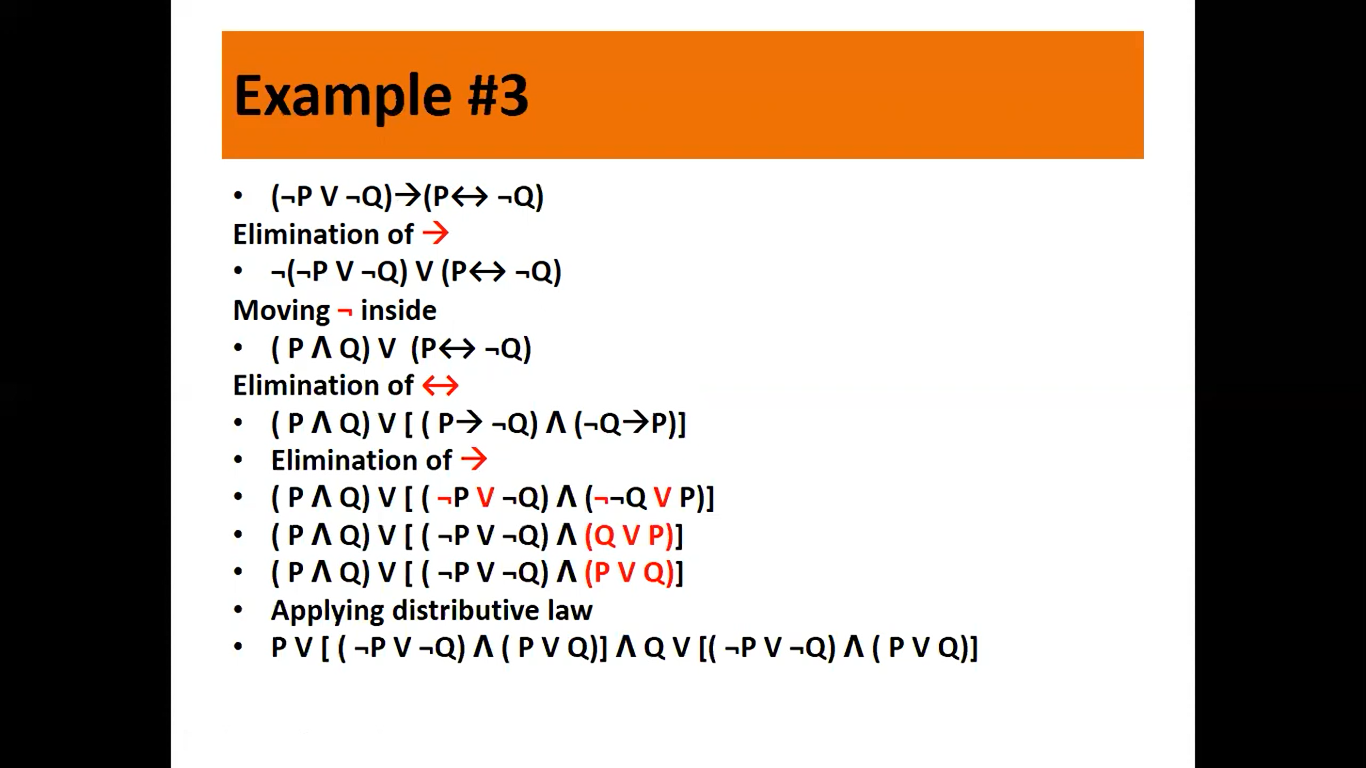 Example #3
• (¬P V ¬Q)→(P↔ ¬Q)
Elimination of →
• ¬(¬P V ¬Q) V (P↔ ¬Q)
Moving ¬ inside
• ( P Ʌ Q) V (P↔ ¬Q)
Elimination of ↔
• ( P Ʌ Q) V [ ( P→ ¬Q) Ʌ (¬Q→P)]
• Elimination of →
• ( P Ʌ Q) V [ ( ¬P V ¬Q) Ʌ (¬¬Q V P)]
• ( P Ʌ Q) V [ ( ¬P V ¬Q) Ʌ (Q V P)]
• ( P Ʌ Q) V [ ( ¬P V ¬Q) Ʌ (P V Q)]
• Applying distributive law
• P V [ ( ¬P V ¬Q) Ʌ ( P V Q)] Ʌ Q V [( ¬P V ¬Q) Ʌ ( P V Q)]